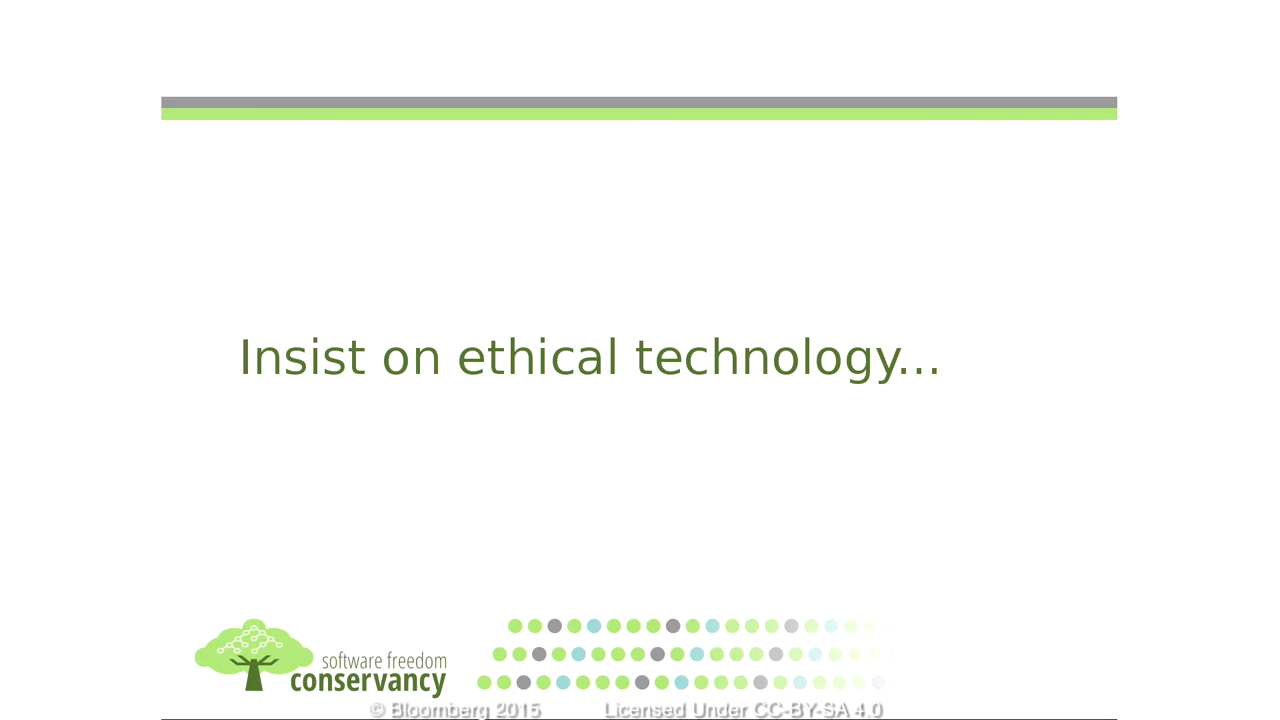 Insist on ethical technology...
software freedom
conservancy
© Bloomberg 2015 Licensed Under CC-BY-SA 4.0